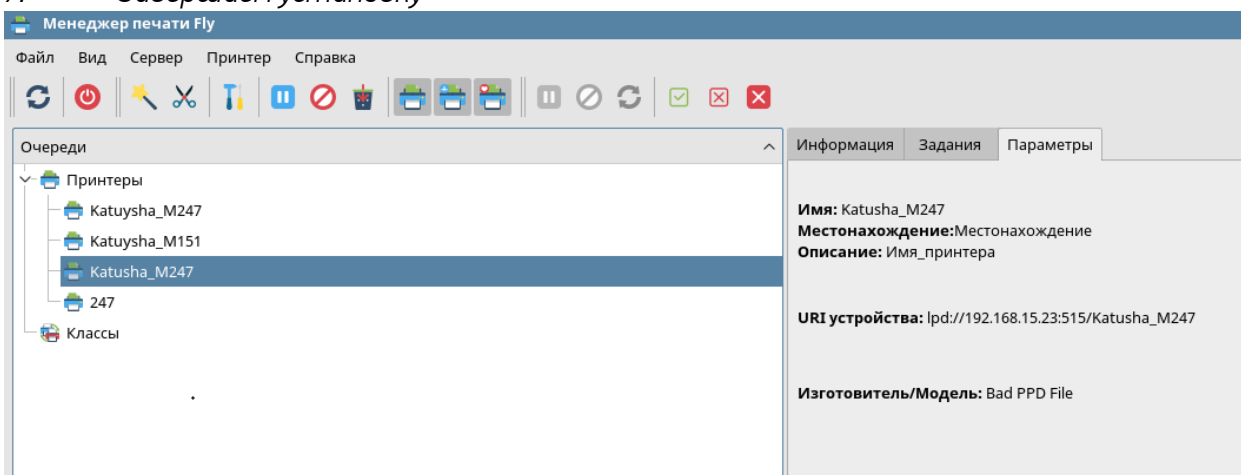 Менеджер печати Fly
Файл Вид Сервер Принтер Справка
Очереди
Принтеры
Katuysha_M247
Katuysha_M151
Katusha_M247
247
Классы
Информация Задания Параметры
Имя: Katusha_M247
Местонахождение:Местонахождение
Описание: Имя_принтера
URI устройства: lpd://192.168.15.23:515/Katusha_M247
Изготовитель/Модель: Bad PPD File